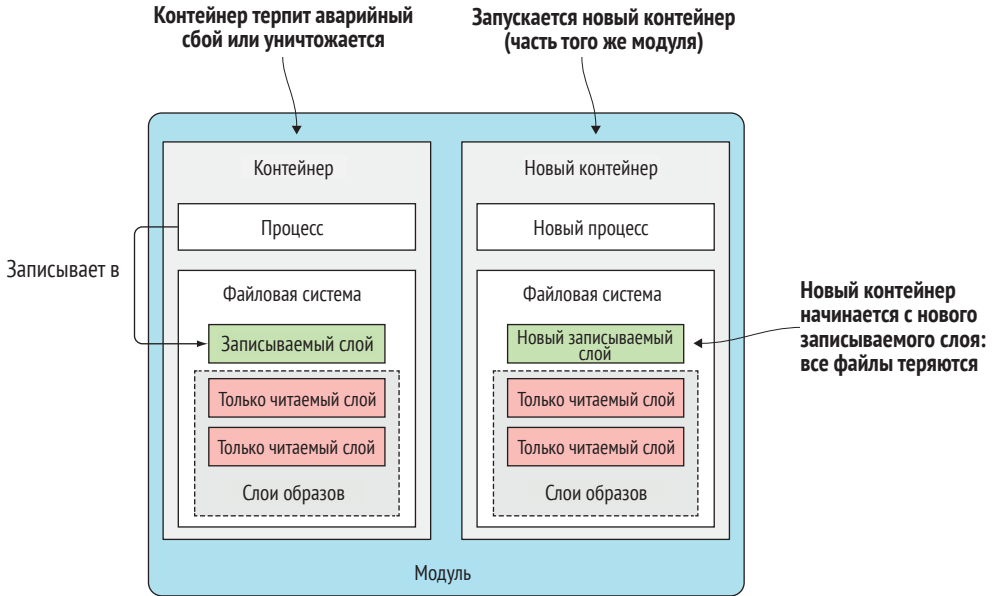 Контейнер терпит аварийный
сбой или уничтожается
Запускается новый контейнер
(часть того же модуля)
Контейнер
Процесс
Записывает в
Файловая система
Записываемый слой
Только читаемый слой
Только читаемый слой
Слои образов
Новый контейнер
Новый процесс
Файловая система
Новый записываемый
слой
Только читаемый слой
Только читаемый слой
Слои образов
Новый контейнер
начинается с нового
записываемого слоя:
все файлы теряются
Модуль